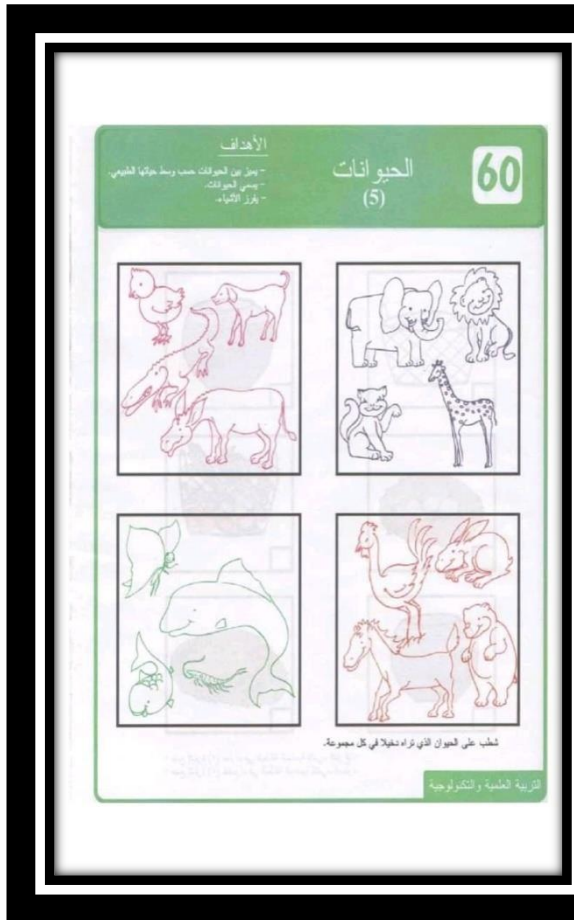 60
الحيوانات
(5)
الأهداف
- يميز بين الحيوانات حسب وسط حياتها الطبيعي.
- يسمي الحيوانات.
- يفرز الأشياء.
شطب على الحيوان الذي تراه دخيلا في كل مجموعة.
التربية العلمية والتكنولوجية